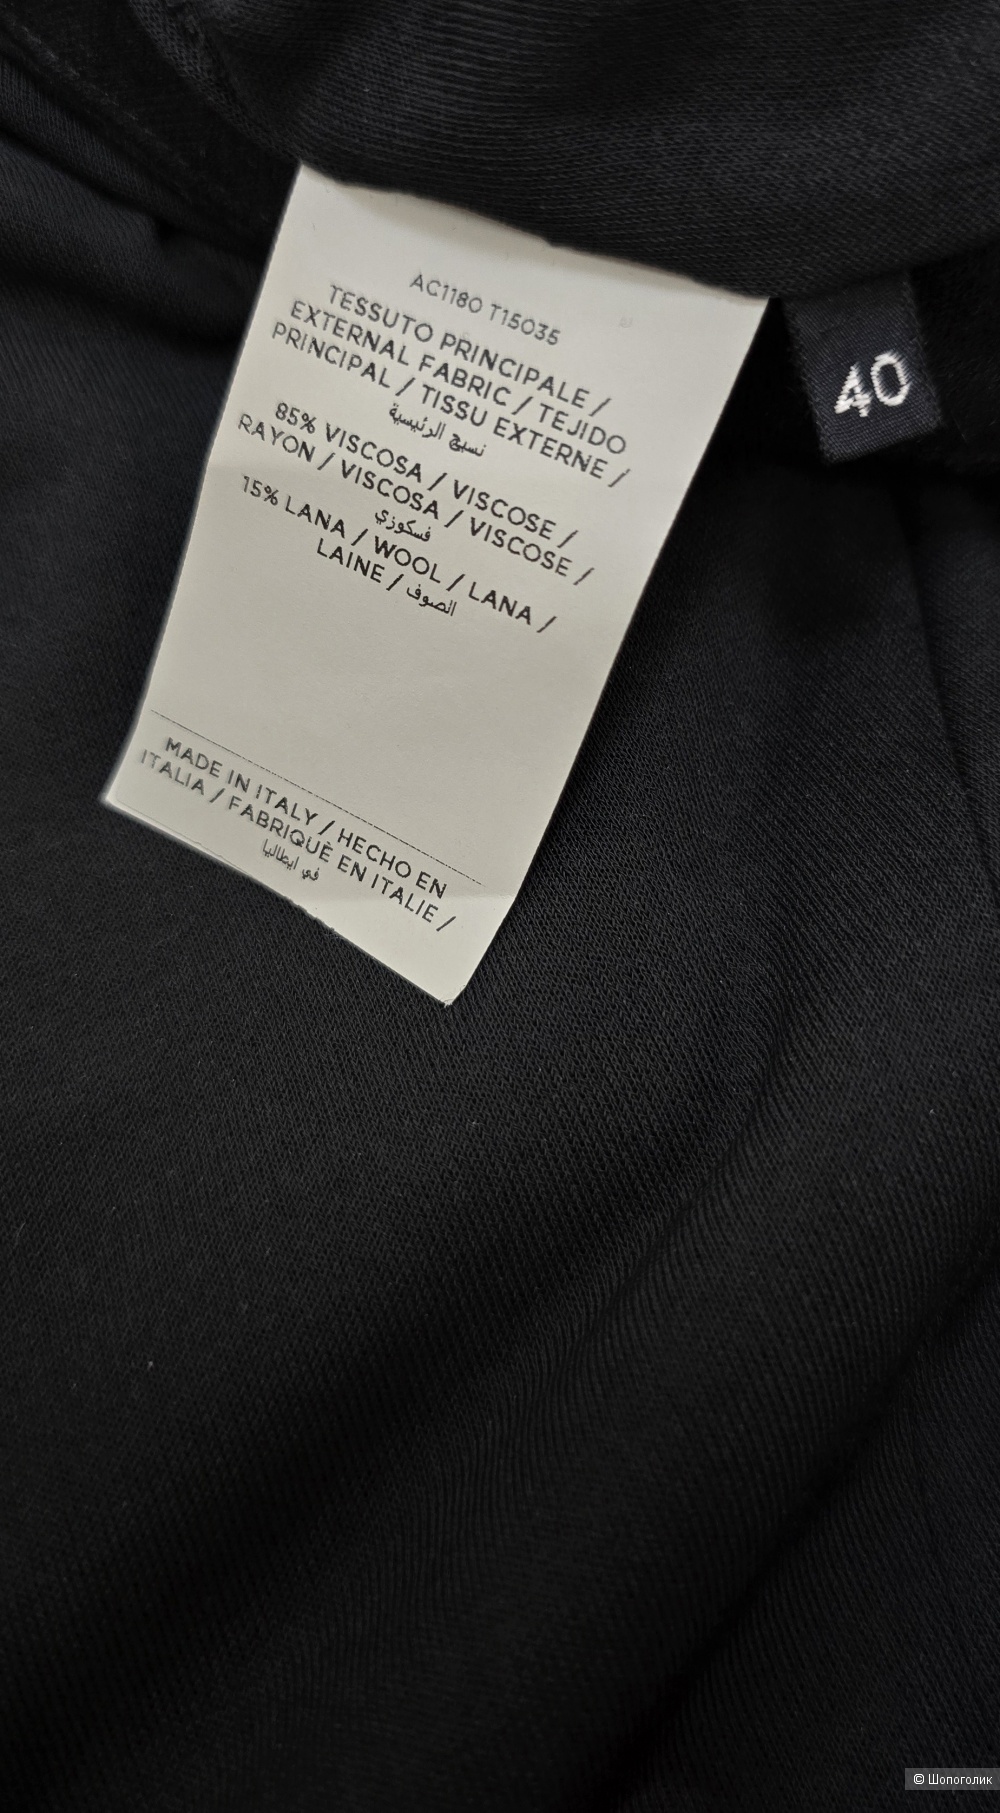 AC1180 T15035
TESSUTO PRINCIPALE /
EXTERNAL FABRIC / TEJIDO
PRINCIPAL / TISSU EXTERNE /
نسيج الرئيسية
85% VISCOSA / VISCOSE /
RAYON / VISCOSA / VISCOSE /
فسكوزي
15% LANA / WOOL / LANA /
LAINE / الصوف
MADE IN ITALY / HECHO EN
ITALIA / FABRIQUÈ EN ITALIE /
في ايطاليا
40
© Шопоголик